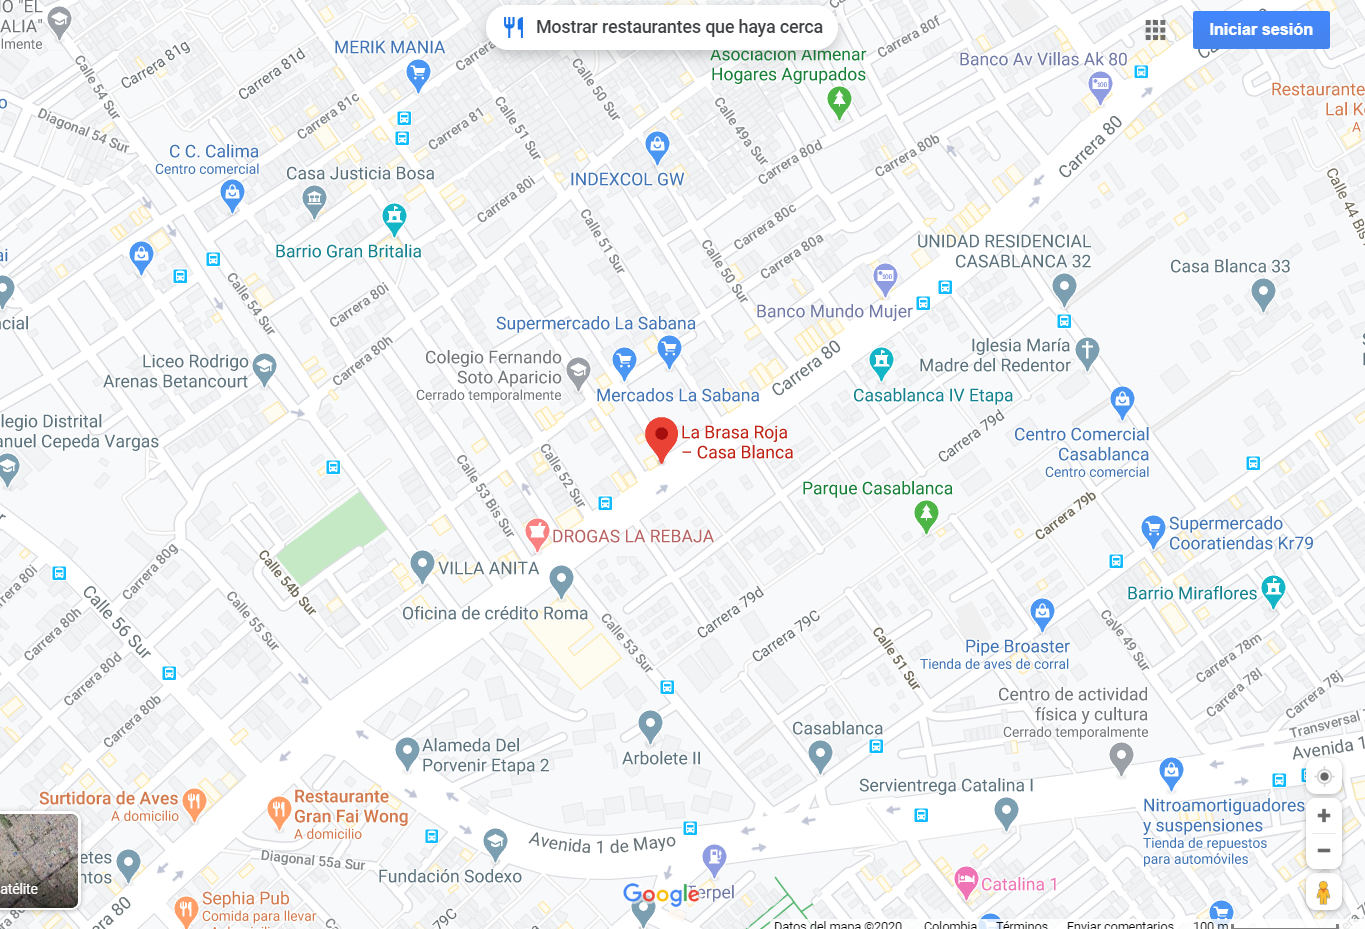 O "EL
ALIA"
lmente
Calle 55 Sur
Carrera 81g
Carrera 81d
MERIK MANIA
Mostrar restaurantes que haya cerca
Carrera 80f
Iniciar sesión
Asociación Almenar
Hogares Agrupados
Banco Av Villas Ak 80
Restaurante
Lal K
A
Calle 54 Sur
Diagonal 54 Sur
Carrera 81c
Carrera 81
Calle 51 Sur
Calle 50 Sur
Calle 49a Sur
Carrera 80d
Carrera 80b
Carrera 80
C C. Calima
Centro comercial
Casa Justicia Bosa
INDEXCOL GW
Carrera 80i
Calle 44 Bis
Barrio Gran Britalia
Calle 51 Sur
Carrera 80c
Carrera 80a
UNIDAD RESIDENCIAL
CASABLANCA 32
Casa Blanca 33
ai
cial
Calle 54 Sur
Carrera 80i
Calle 50 Sur
Banco Mundo Mujer
Supermercado La Sabana
Carrera 80h
Liceo Rodrigo
Arenas Betancourt
Colegio Fernando
Soto Aparicio
Cerrado temporalmente
Mercados La Sabana
Carrera 80
Iglesia María
Madre del Redentor
Casablanca IV Etapa
legio Distrital
anuel Cepeda Vargas
La Brasa Roja
– Casa Blanca
Carrera 79d
Centro Comercial
Casablanca
Centro comercial
Calle 53 Bis Sur
Calle 52 Sur
Parque Casablanca
Carrera 79b
Supermercado
Cooratiendas Kr79
DROGAS LA REBAJA
VILLA ANITA
Carrera 80g
Carrera 80i
Carrera 80h
Calle 54b Sur
Calle 56 Sur
Calle 55 Sur
Oficina de crédito Roma
Carrera 79d
Carrera 79C
Barrio Miraflores
Calle 53 Sur
Calle 51 Sur
Calle 49 Sur
Pipe Broaster
Tienda de aves de corral
Carrera 78m
Carrera 78l
Carrera 78j
Carrera 80d
Carrera 80b
Centro de actividad
física y cultura
Cerrado temporalmente
Transversal
Avenida 1
Alameda Del
Porvenir Etapa 2
Arbolete II
Casablanca
Servientrega Catalina I
Surtidora de Aves
A domicilio
Restaurante
Gran Fai Wong
A domicilio
Nitroamortiguadores
y suspensiones
Tienda de repuestos
para automóviles
Avenida 1 de Mayo
Diagonal 55a Sur
Fundación Sodexo
etes
ntos
atélite
Google
Terpel
Catalina 1
Sephia Pub
Comida para llevar
A domicilio
Carrera 80
Carrera 79C
Datos del mapa ©2020 Colombia Términos Enviar comentarios 100 m